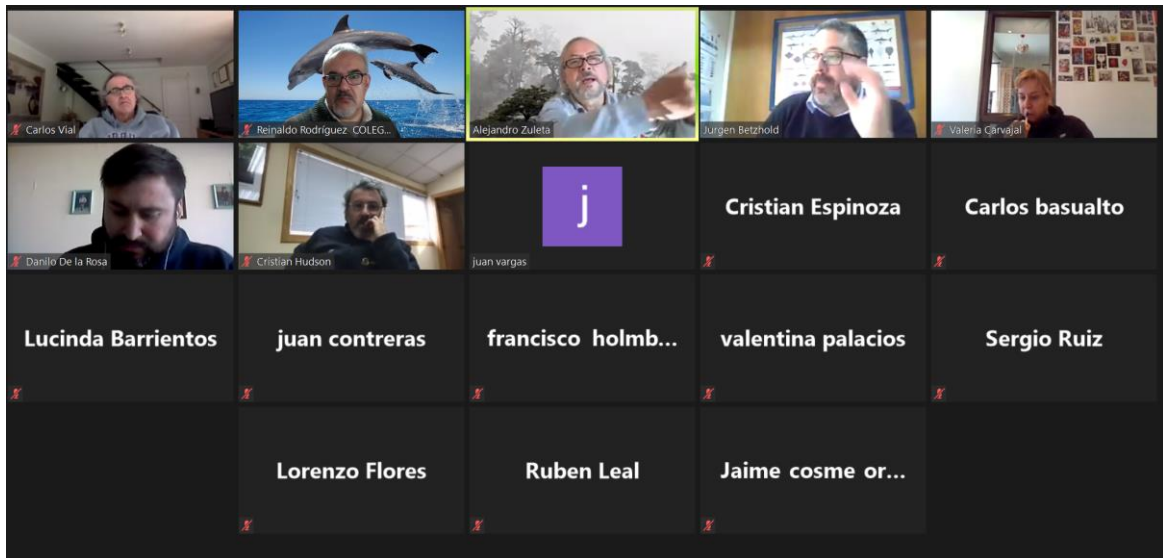 Carlos Vial
Reinaldo Rodríguez COLEG...
Alejandro Zuleta
Jurgen Betzhold
Valeria Carvajal
Danilo De la Rosa
Cristian Hudson
j
juan vargas
Cristian Espinoza
Carlos basualto
Lucinda Barrientos
juan contreras
francisco holmb...
valentina palacios
Sergio Ruiz
Lorenzo Flores
Ruben Leal
Jaime cosme or...